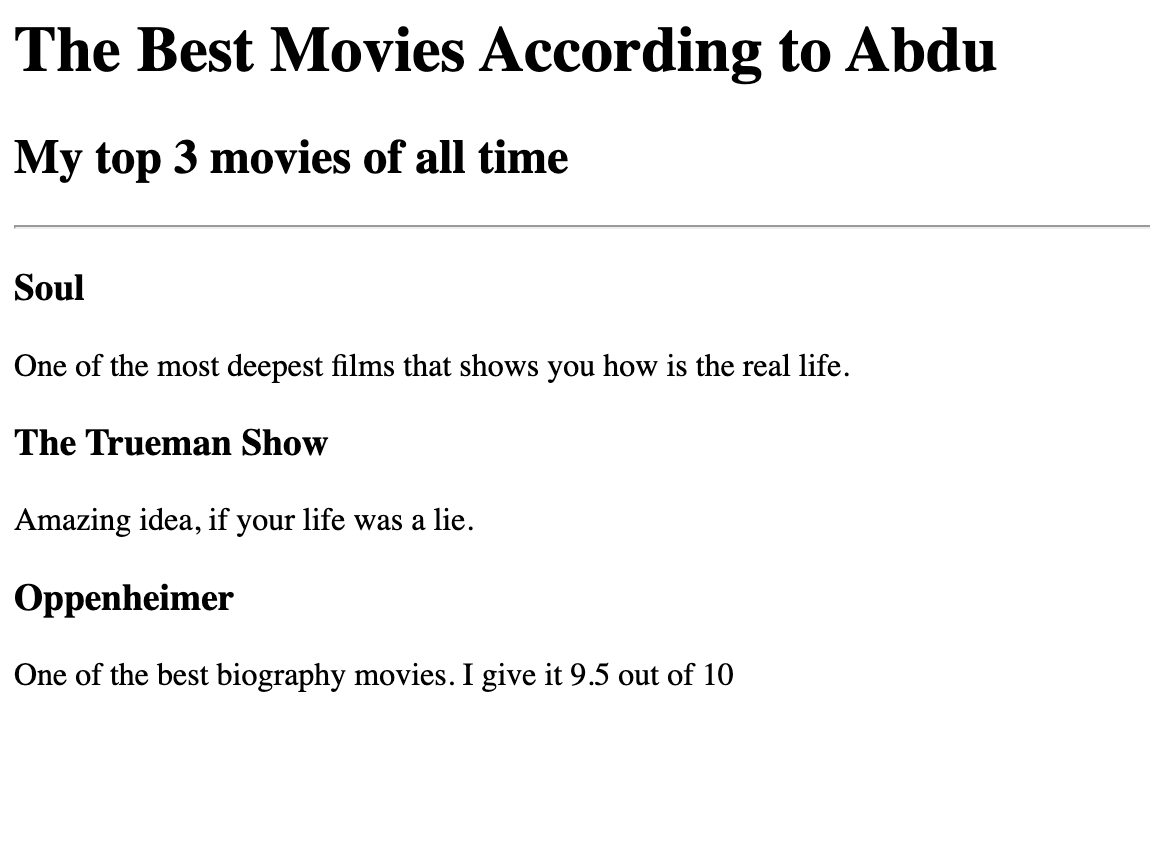 The Best Movies According to Abdu
My top 3 movies of all time
Soul
One of the most deepest films that shows you how is the real life.
The Trueman Show
Amazing idea, if your life was a lie.
Oppenheimer
One of the best biography movies. I give it 9.5 out of 10